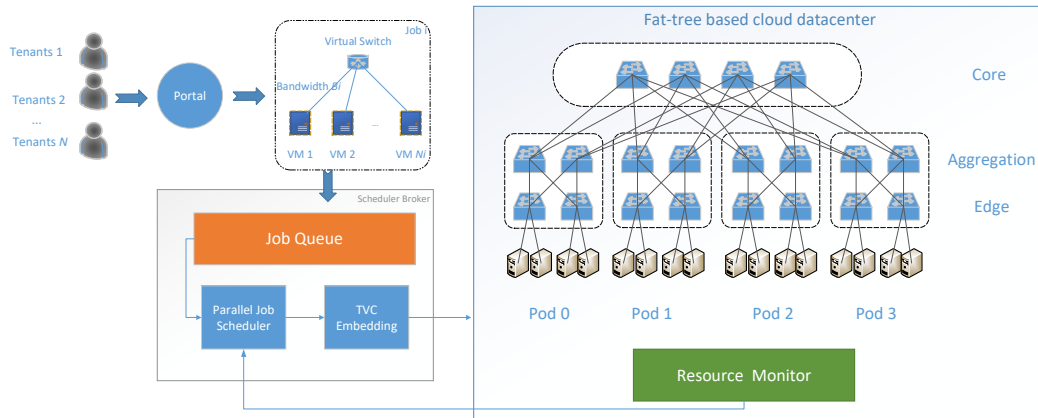 Tenants 1
Tenants 2
...
Tenants N
Portal
Job i
Virtual Switch
Bandwidth Bi
...
VM 1
VM 2
VM Ni
Scheduler Broker
Job Queue
Parallel Job
Scheduler
TVC
Embedding
Fat-tree based cloud datacenter
Core
Aggregation
Edge
Pod 0
Pod 1
Pod 2
Pod 3
Resource Monitor